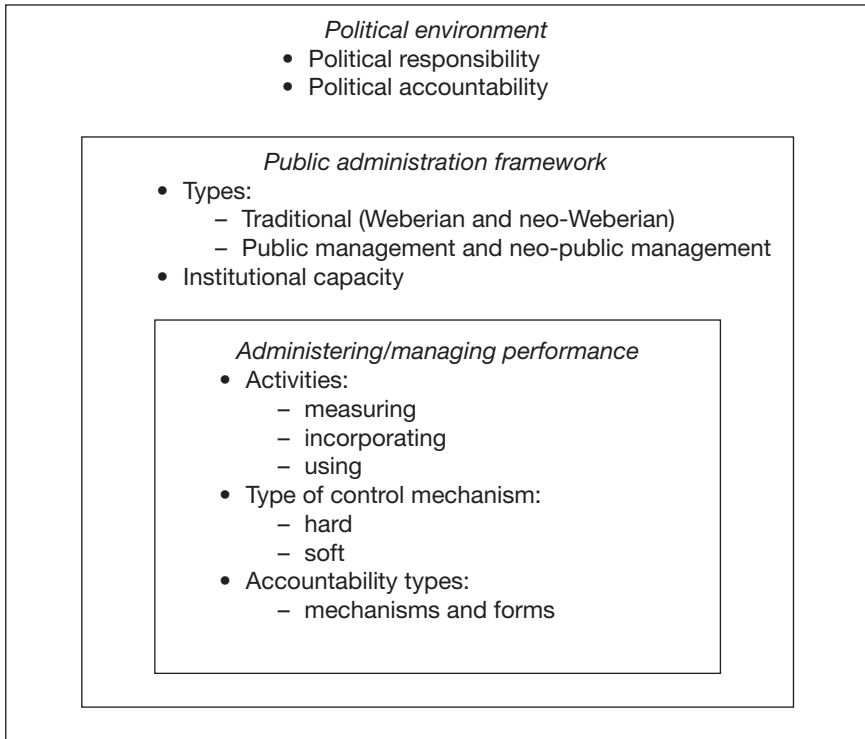 Political environment
• Political responsibility
• Political accountability
Public administration framework
• Types:
– Traditional (Weberian and neo-Weberian)
– Public management and neo-public management
• Institutional capacity
Administering/managing performance
• Activities:
– measuring
– incorporating
– using
• Type of control mechanism:
– hard
– soft
• Accountability types:
– mechanisms and forms